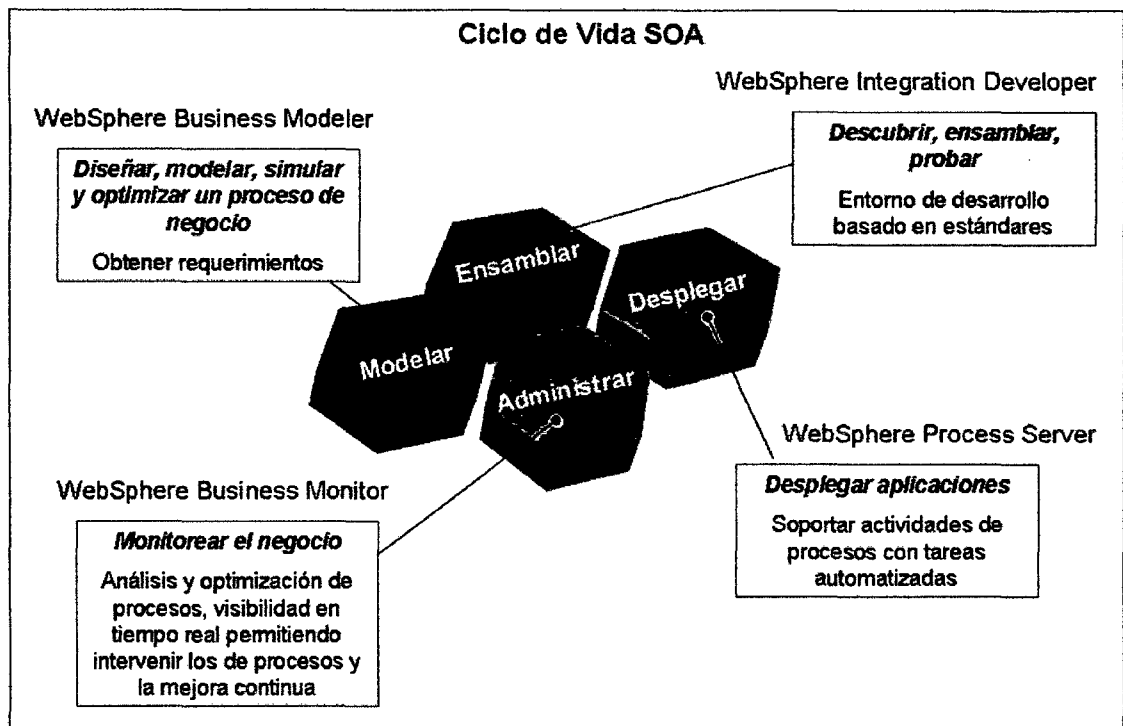 Ciclo de Vida SOA
WebSphere Integration Developer
WebSphere Business Modeler
Descubrir, ensamblar,
probar
Entorno de desarrollo
basado en estándares
Diseñar, modelar, simular
y optimizar un proceso de
negocio
Obtener requerimientos
Ensamblar
Desplegar
Modelar
Administrar
WebSphere Process Server
WebSphere Business Monitor
Desplegar aplicaciones
Soportar actividades de
procesos con tareas
automatizadas
Monitorear el negocio
Análisis y optimización de
procesos, visibilidad en
tiempo real permitiendo
intervenir los de procesos y
la mejora continua